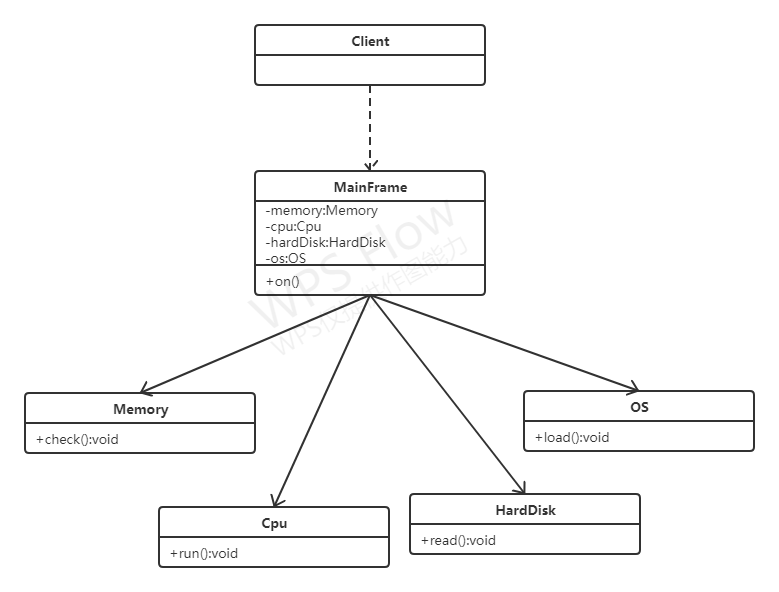 Client
MainFrame
-memory:Memory
-cpu:Cpu
-hardDisk:HardDisk
-os:OS
+on()
WPS Flow
WPS仅提供作图能力
Memory
+check():void
OS
+load():void
Cpu
+run():void
HardDisk
+read():void